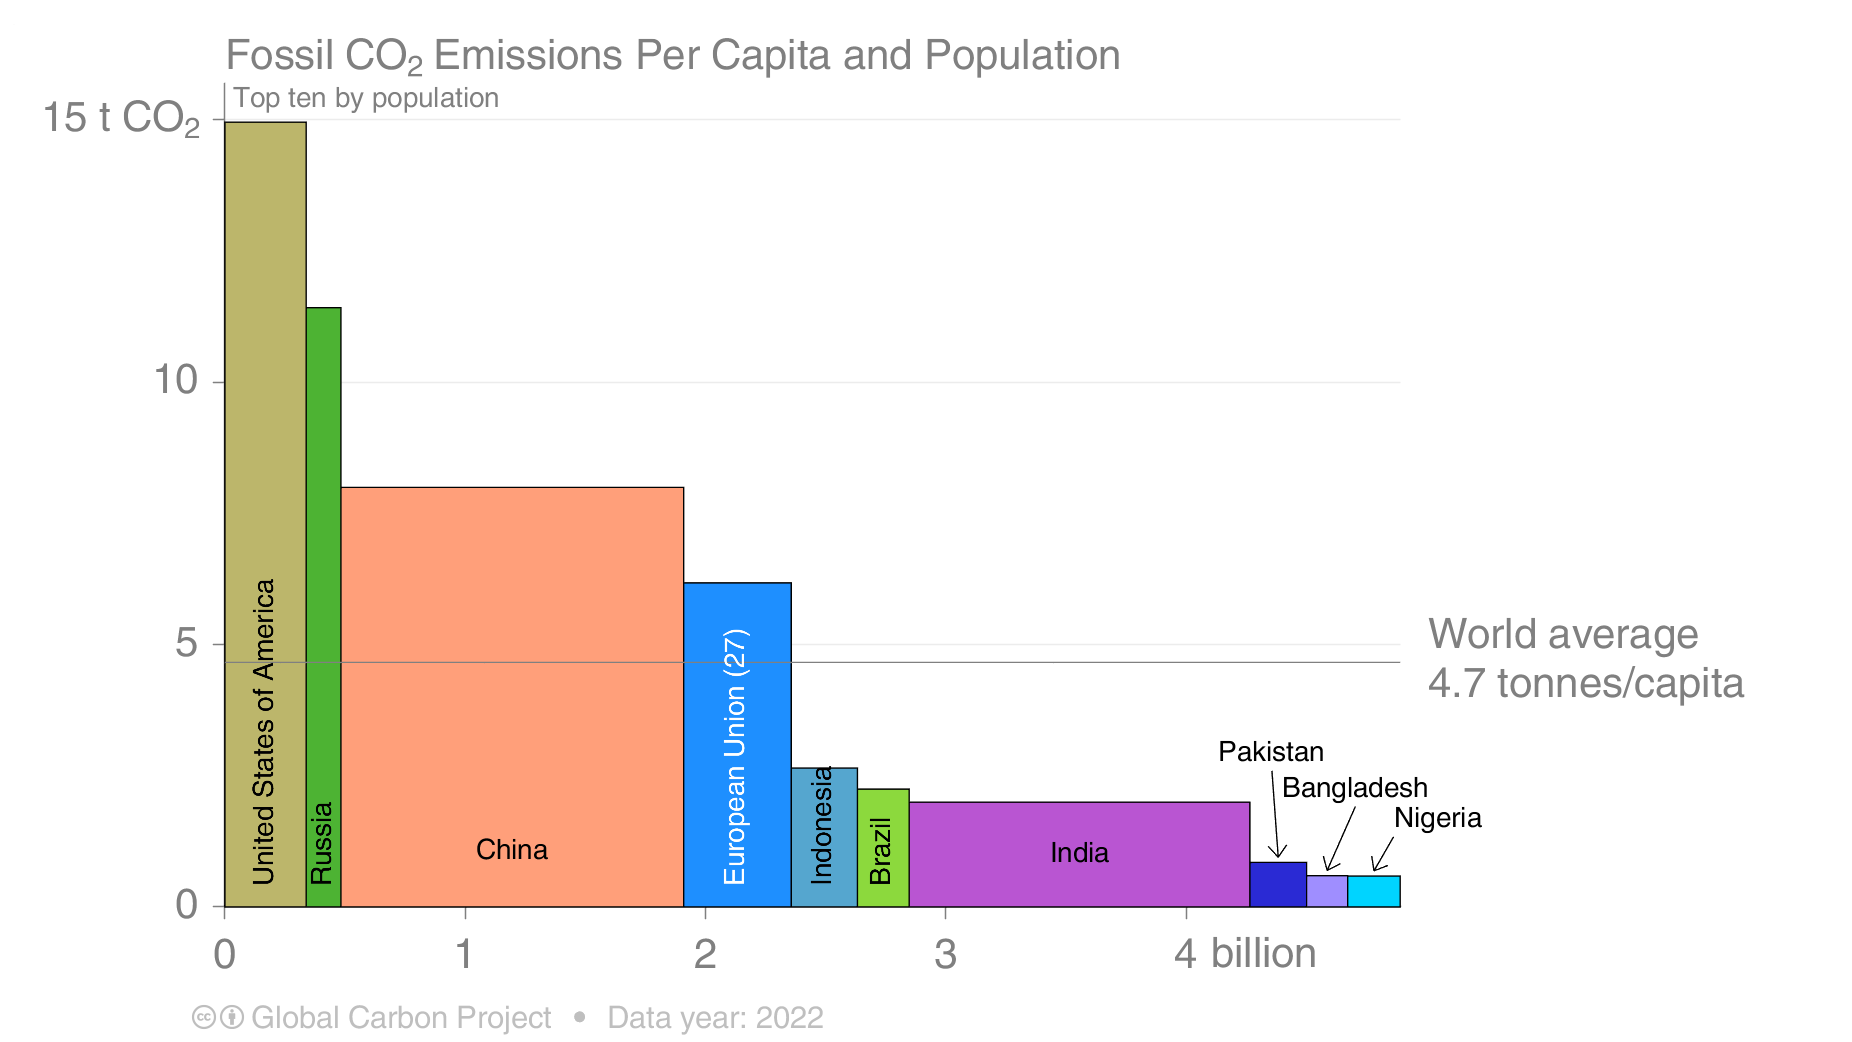 Fossil CO₂ Emissions Per Capita and Population
Top ten by population
15 t CO₂
10
5
0
United States of America
Russia
China
European Union (27)
Indonesia
Brazil
India
Pakistan
Bangladesh
Nigeria
World average
4.7 tonnes/capita
0 1 2 3 4 billion
cc Global Carbon Project • Data year: 2022